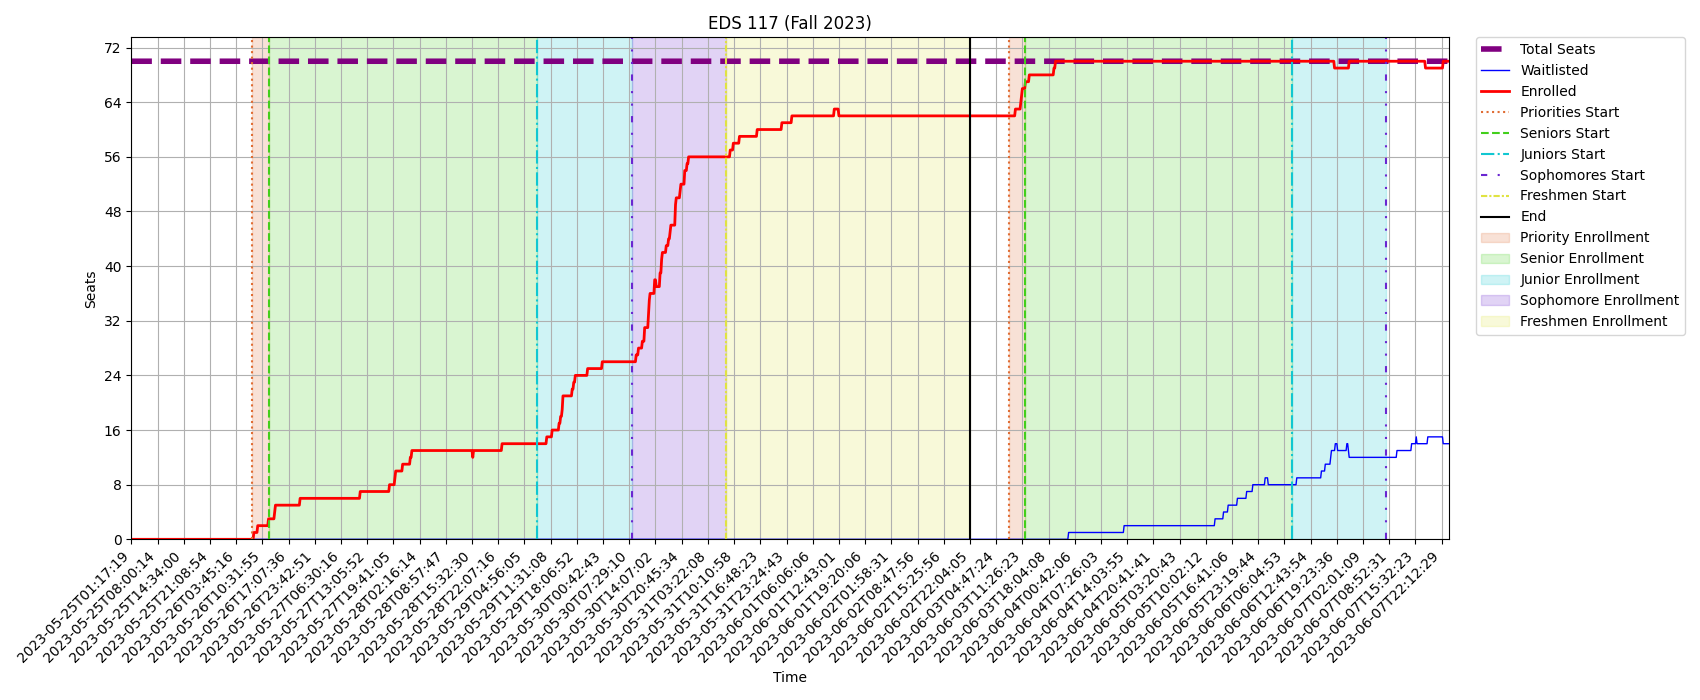 EDS 117 (Fall 2023)
72
64
56
48
40
32
24
16
8
0
Seats
2023-05-25T01:17:19
2023-05-25T08:00:14
2023-05-25T14:34:00
2023-05-25T21:08:54
2023-05-26T03:45:16
2023-05-26T10:31:55
2023-05-26T17:07:36
2023-05-26T23:42:51
2023-05-27T06:30:16
2023-05-27T13:05:52
2023-05-27T19:41:05
2023-05-28T02:16:14
2023-05-28T08:57:47
2023-05-28T15:32:30
2023-05-28T22:07:16
2023-05-29T04:56:05
2023-05-29T11:31:08
2023-05-29T18:06:52
2023-05-30T00:42:43
2023-05-30T07:29:10
2023-05-30T14:07:02
2023-05-30T20:45:34
2023-05-31T03:22:08
2023-05-31T10:10:58
2023-05-31T16:48:23
2023-05-31T23:24:43
2023-06-01T06:06:06
2023-06-01T12:43:01
2023-06-01T19:20:06
2023-06-02T01:58:31
2023-06-02T08:47:56
2023-06-02T15:25:56
2023-06-02T22:04:05
2023-06-03T04:47:24
2023-06-03T11:26:23
2023-06-03T18:04:08
2023-06-04T00:42:06
2023-06-04T07:26:03
2023-06-04T14:03:55
2023-06-04T20:41:41
2023-06-05T03:20:43
2023-06-05T10:02:12
2023-06-05T16:41:06
2023-06-05T23:19:44
2023-06-06T06:04:53
2023-06-06T12:43:54
2023-06-06T19:23:36
2023-06-07T02:01:09
2023-06-07T08:52:31
2023-06-07T15:32:23
2023-06-07T22:12:29
Time
Total Seats
Waitlisted
Enrolled
Priorities Start
Seniors Start
Juniors Start
Sophomores Start
Freshmen Start
End
Priority Enrollment
Senior Enrollment
Junior Enrollment
Sophomore Enrollment
Freshmen Enrollment